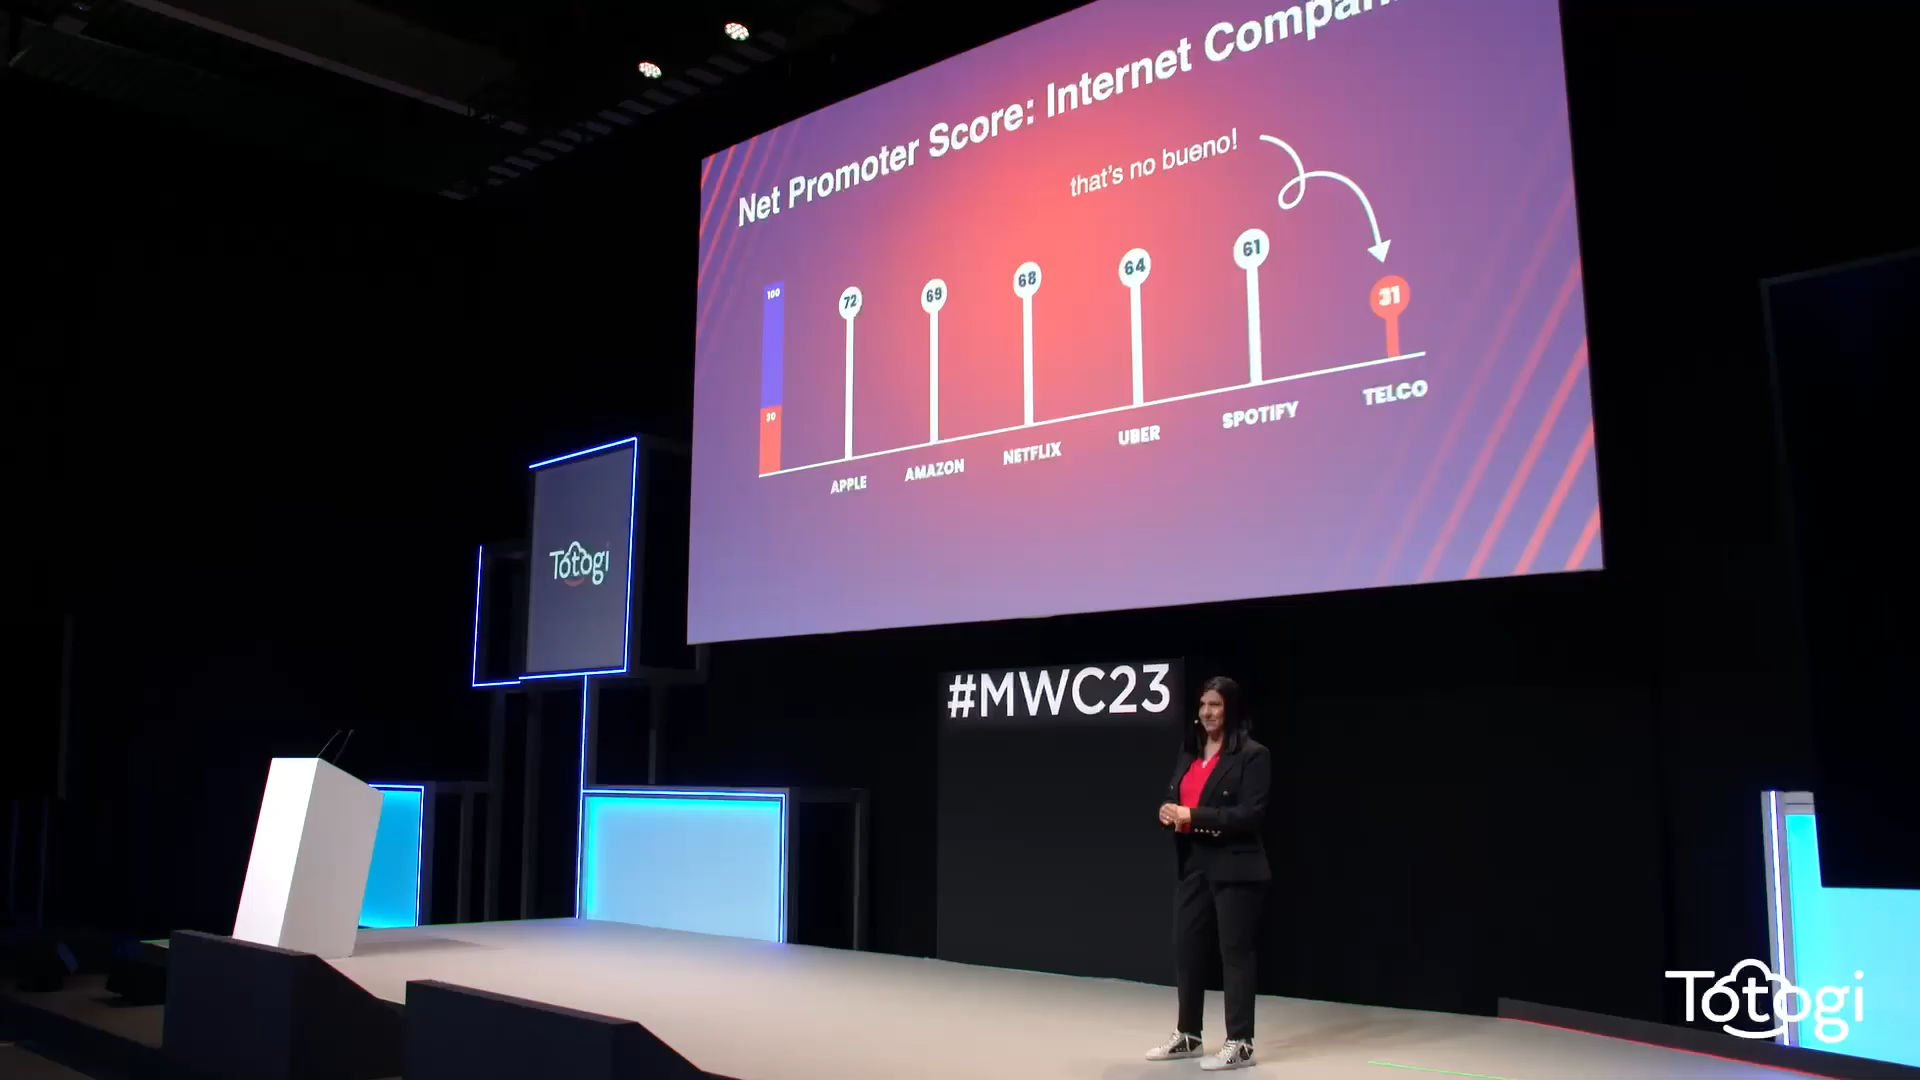 Net Promoter Score: Internet Compan
that's no bueno!
100
30
72
69
68
64
61
31
APPLE
AMAZON
NETFLIX
UBER
SPOTIFY
TELCO
Totogi
#MWC23
Totogi